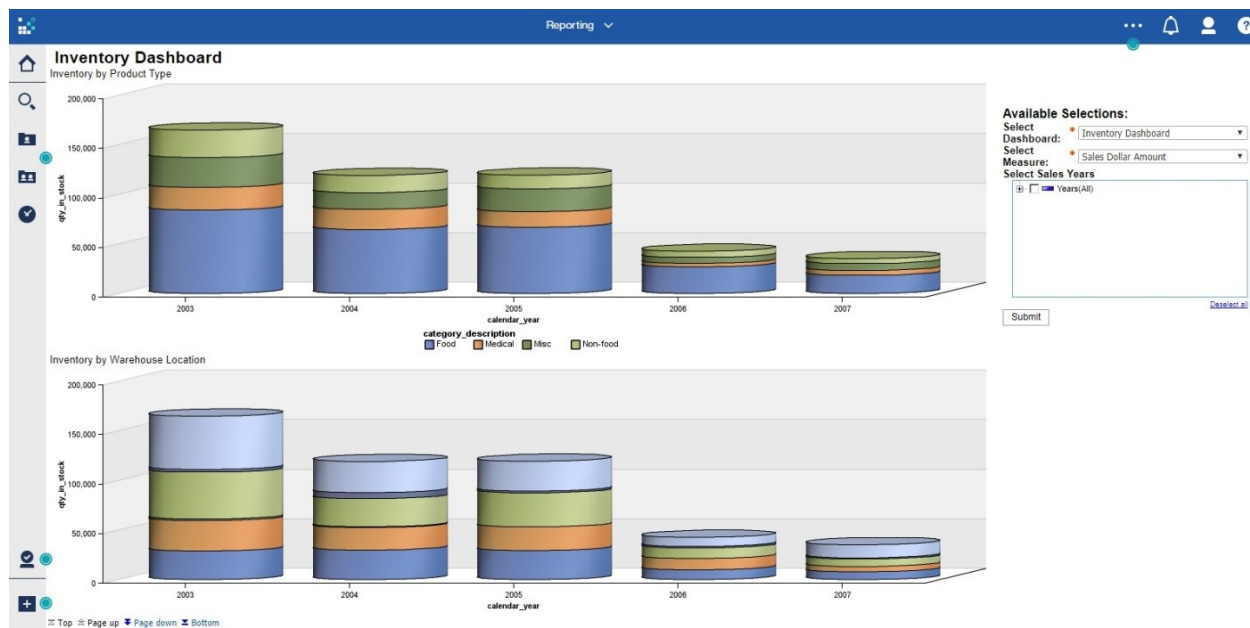 Reporting
?
Inventory Dashboard
Inventory by Product Type
200,000
150,000
100,000
50,000
0
qty_in_stock
2003 2004 2005 2006 2007
calendar_year
category_description
Food Medical Misc Non-food
Inventory by Warehouse Location
200,000
150,000
100,000
50,000
0
qty_in_stock
2003 2004 2005 2006 2007
calendar_year
Top Page up Page down Bottom
Available Selections:
Select
Dashboard: * Inventory Dashboard
Select
Measure: * Sales Dollar Amount
Select Sales Years
Years(All)
Deselect all
Submit